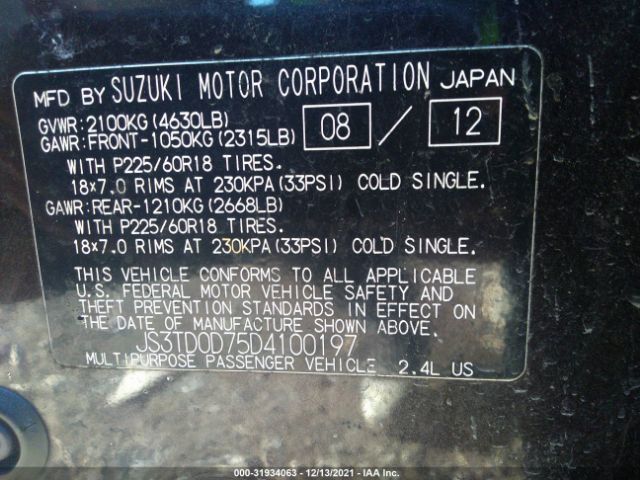 MFD BY SUZUKI MOTOR CORPORATION JAPAN
GVWR:2100KG(4630LB)
GAWR:FRONT-1050KG(2315LB) 08 / 12
WITH P225/60R18 TIRES.
18×7.0 RIMS AT 230KPA(33PSI) COLD SINGLE.
GAWR:REAR-1210KG(2668LB)
WITH P225/60R18 TIRES.
18×7.0 RIMS AT 230KPA(33PSI) COLD SINGLE.
THIS VEHICLE CONFORMS TO ALL APPLICABLE
U.S. FEDERAL MOTOR VEHICLE SAFETY AND
THEFT PREVENTION STANDARDS IN EFFECT ON
THE DATE OF MANUFACTURE SHOWN ABOVE.
JS3TD0D75D4100197
MULTIPURPOSE PASSENGER VEHICLE 2.4L US
000-31934063 - 12/13/2021 - IAA Inc.